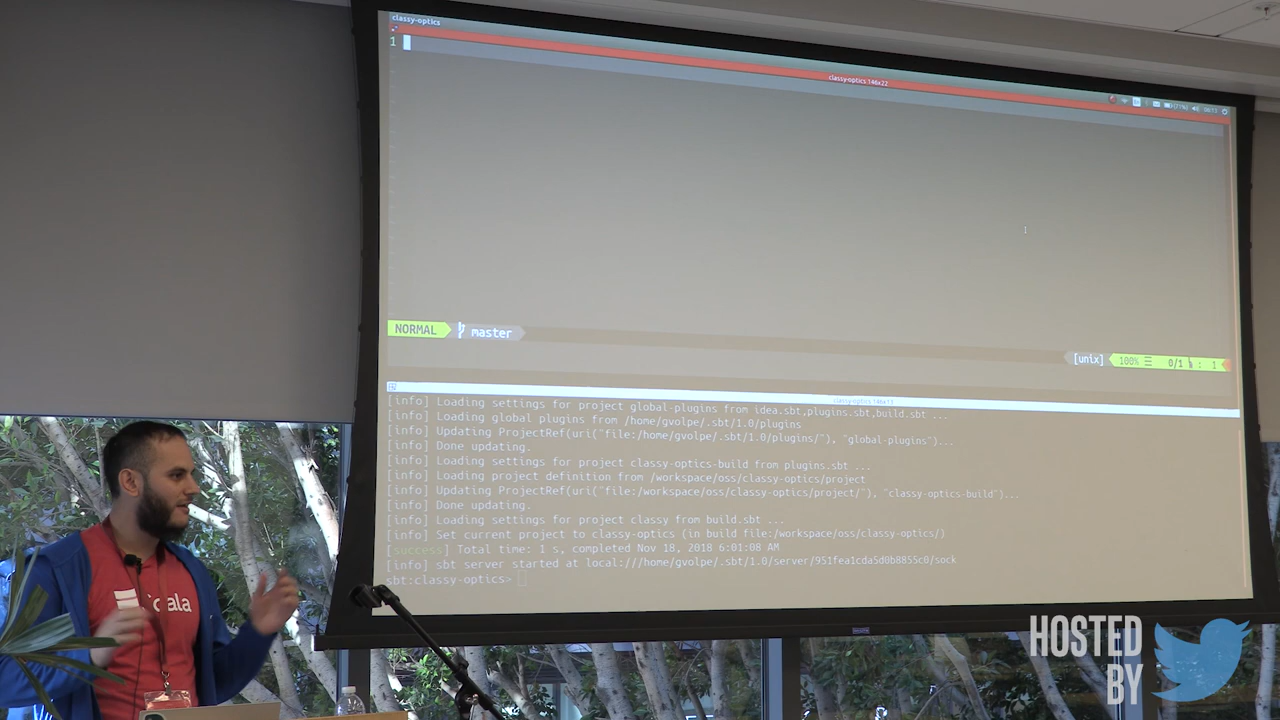 classy-optics
classy-optics 146x22
1
NORMAL master
[unix] 100% 0/1 : 1
classy-optics 146x13
[info] Loading settings for project global-plugins from idea.sbt,plugins.sbt,build.sbt ...
[info] Loading global plugins from /home/gvolpe/.sbt/1.0/plugins
[info] Updating ProjectRef(uri("file:/home/gvolpe/.sbt/1.0/plugins/"), "global-plugins")...
[info] Done updating.
[info] Loading settings for project classy-optics-build from plugins.sbt ...
[info] Loading project definition from /workspace/oss/classy-optics/project
[info] Updating ProjectRef(uri("file:/workspace/oss/classy-optics/project/"), "classy-optics-build")...
[info] Done updating.
[info] Loading settings for project classy from build.sbt ...
[info] Set current project to classy-optics (in build file:/workspace/oss/classy-optics/)
[success] Total time: 1 s, completed Nov 18, 2018 6:01:08 AM
[info] sbt server started at local:///home/gvolpe/.sbt/1.0/server/951fea1cda5d0b8855c0/sock
sbt:classy-optics>
HOSTED
BY